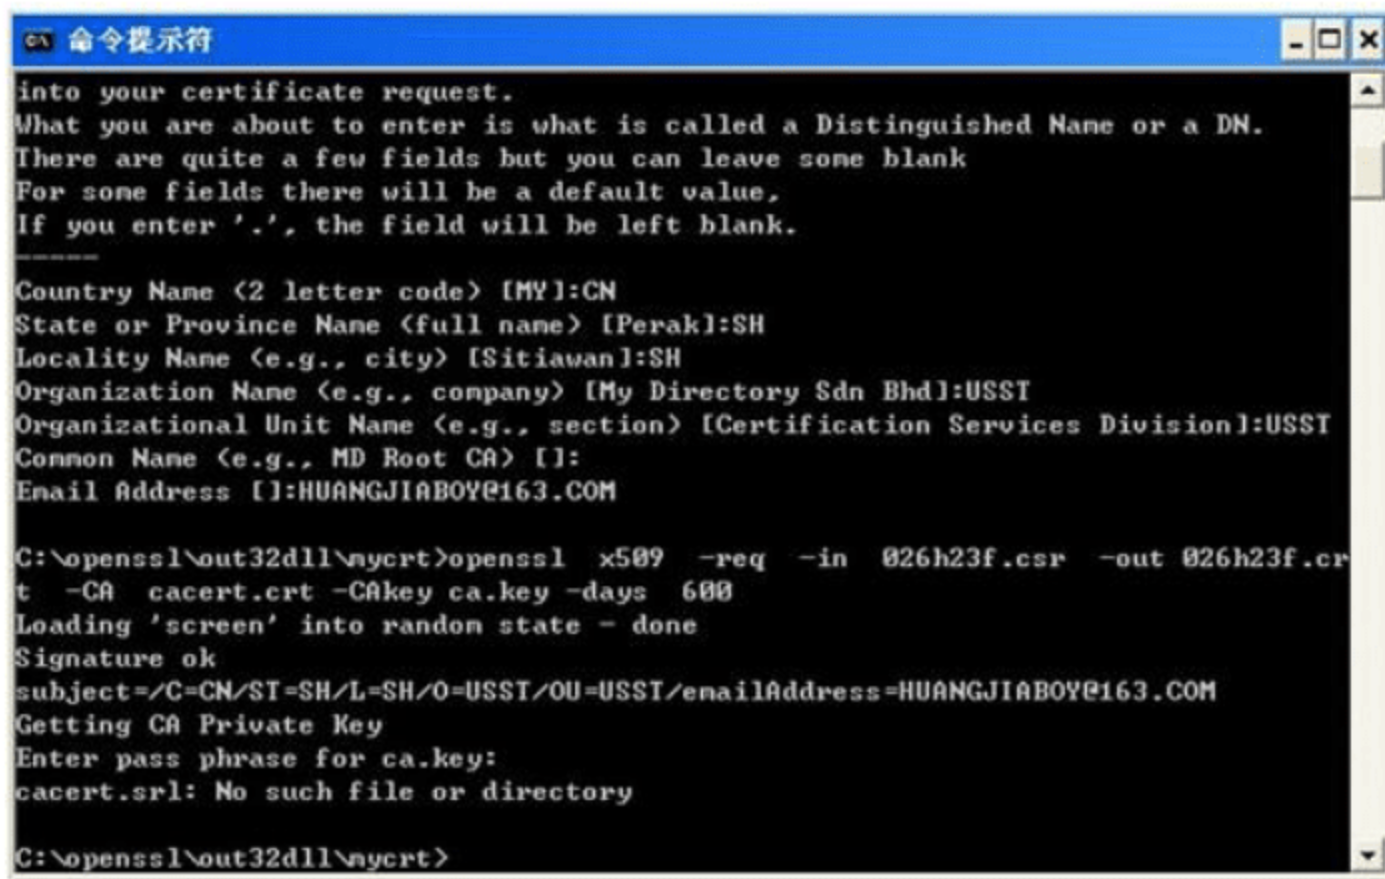 命令提示符
into your certificate request.
What you are about to enter is what is called a Distinguished Name or a DN.
There are quite a few fields but you can leave some blank
For some fields there will be a default value,
If you enter '.', the field will be left blank.
-----
Country Name (2 letter code) [MY]:CN
State or Province Name (full name) [Perak]:SH
Locality Name (e.g., city) [Sitiawan]:SH
Organization Name (e.g., company) [My Directory Sdn Bhd]:USST
Organizational Unit Name (e.g., section) [Certification Services Division]:USST
Common Name (e.g., MD Root CA) []:
Email Address []:HUANGJIABOY@163.COM
C:\openssl\out32dll\mycrt>openssl  x509  -req  -in  026h23f.csr  -out 026h23f.cr
t  -CA  cacert.crt -CAkey ca.key -days  600
Loading 'screen' into random state - done
Signature ok
subject=/C=CN/ST=SH/L=SH/O=USST/OU=USST/emailAddress=HUANGJIABOY@163.COM
Getting CA Private Key
Enter pass phrase for ca.key:
cacert.srl: No such file or directory
C:\openssl\out32dll\mycrt>